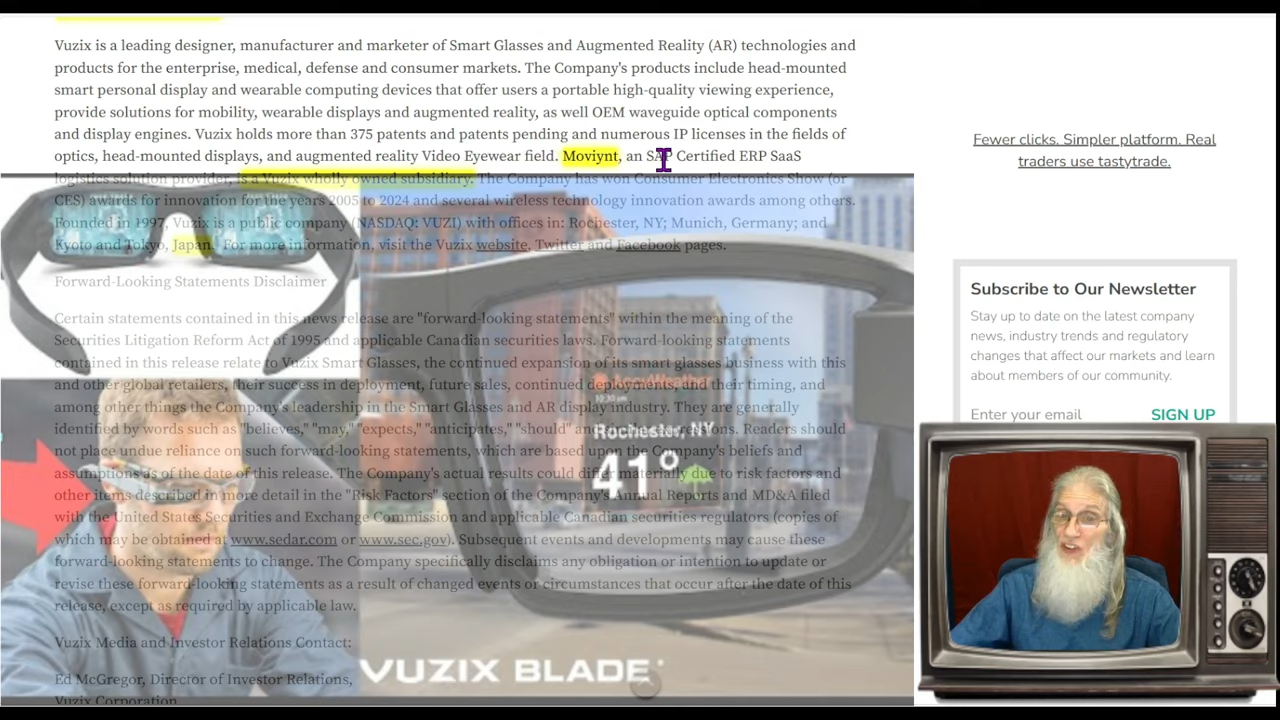 Vuzix is a leading designer, manufacturer and marketer of Smart Glasses and Augmented Reality (AR) technologies and
products for the enterprise, medical, defense and consumer markets. The Company's products include head-mounted
smart personal display and wearable computing devices that offer users a portable high-quality viewing experience,
provide solutions for mobility, wearable displays and augmented reality, as well OEM waveguide optical components
and display engines. Vuzix holds more than 375 patents and patents pending and numerous IP licenses in the fields of
optics, head-mounted displays, and augmented reality Video Eyewear field. Moviynt, an SAP Certified ERP SaaS
logistics solution provider, is a Vuzix wholly owned subsidiary. The Company has won Consumer Electronics Show (or
CES) awards for innovation for the years 2005 to 2024 and several wireless technology innovation awards among others.
Founded in 1997, Vuzix is a public company (NASDAQ: VUZI) with offices in: Rochester, NY; Munich, Germany; and
Kyoto and Tokyo, Japan. For more information, visit the Vuzix website, Twitter and Facebook pages.
Forward-Looking Statements Disclaimer
Certain statements contained in this news release are "forward-looking statements" within the meaning of the
Securities Litigation Reform Act of 1995 and applicable Canadian securities laws. Forward-looking statements
contained in this release relate to Vuzix Smart Glasses, the continued expansion of its smart glasses business with this
and other global retailers, their success in deployment, future sales, continued deployments, and their timing, and
among other things the Company's leadership in the Smart Glasses and AR display industry. They are generally
identified by words such as "believes," "may," "expects," "anticipates," "should" and similar expressions. Readers should
not place undue reliance on such forward-looking statements, which are based upon the Company's beliefs and
assumptions as of the date of this release. The Company's actual results could differ materially due to risk factors and
other items described in more detail in the "Risk Factors" section of the Company's Annual Reports and MD&A filed
with the United States Securities and Exchange Commission and applicable Canadian securities regulators (copies of
which may be obtained at www.sedar.com or www.sec.gov). Subsequent events and developments may cause these
forward-looking statements to change. The Company specifically disclaims any obligation or intention to update or
revise these forward-looking statements as a result of changed events or circumstances that occur after the date of this
release, except as required by applicable law.
Vuzix Media and Investor Relations Contact:
Ed McGregor, Director of Investor Relations,
Vuzix Corporation
10:30 am
Rochester, NY
41°
VUZIX BLADE
Fewer clicks. Simpler platform. Real
traders use tastytrade.
Subscribe to Our Newsletter
Stay up to date on the latest company
news, industry trends and regulatory
changes that affect our markets and learn
about members of our community.
Enter your email SIGN UP